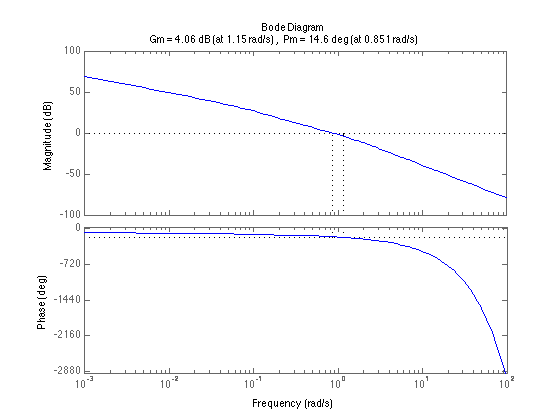 Bode Diagram
Gm = 4.06 dB (at 1.15 rad/s) , Pm = 14.6 deg (at 0.851 rad/s)
100
50
0
-50
-100
Magnitude (dB)
0
-720
-1440
-2160
-2880
Phase (deg)
10^-3 10^-2 10^-1 10^0 10^1 10^2
Frequency (rad/s)